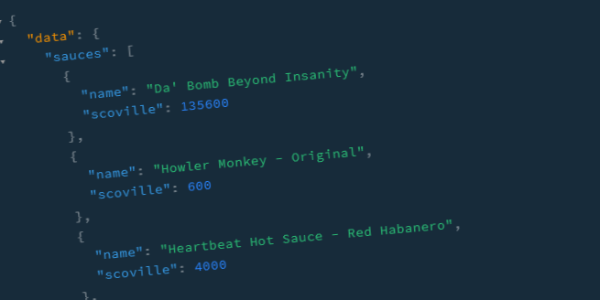 {
"data": {
"sauces": [
{
"name": "Da' Bomb Beyond Insanity",
"scoville": 135600
},
{
"name": "Howler Monkey – Original",
"scoville": 600
},
{
"name": "Heartbeat Hot Sauce – Red Habanero",
"scoville": 4000
},